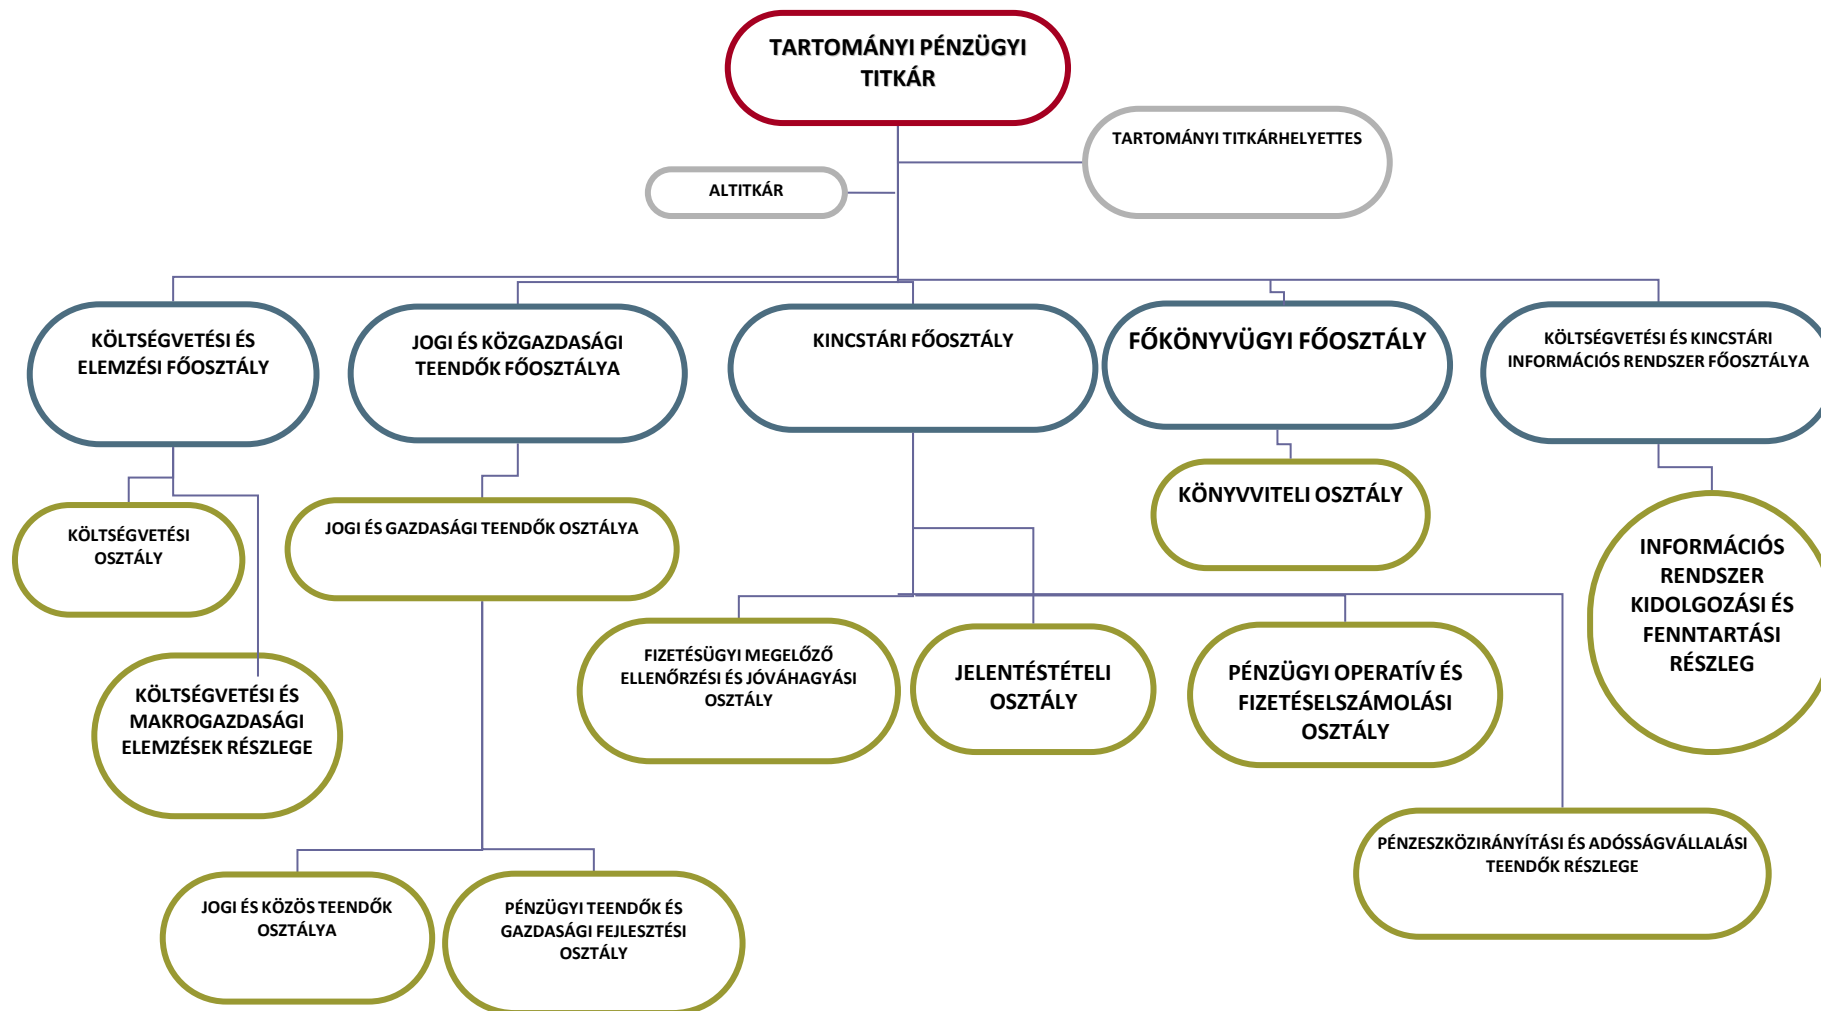 TARTOMÁNYI PÉNZÜGYI
TITKÁR
TARTOMÁNYI TITKÁRHELYETTES
ALTITKÁR
KÖLTSÉGVETÉSI ÉS
ELEMZÉSI FŐOSZTÁLY
JOGI ÉS KÖZGAZDASÁGI
TEENDŐK FŐOSZTÁLYA
KINCSTÁRI FŐOSZTÁLY
FŐKÖNYVÜGYI FŐOSZTÁLY
KÖLTSÉGVETÉSI ÉS KINCSTÁRI
INFORMÁCIÓS RENDSZER FŐOSZTÁLYA
KÖLTSÉGVETÉSI
OSZTÁLY
JOGI ÉS GAZDASÁGI TEENDŐK OSZTÁLYA
KÖNYVVITELI OSZTÁLY
INFORMÁCIÓS
RENDSZER
KIDOLGOZÁSI ÉS
FENNTARTÁSI
RÉSZLEG
KÖLTSÉGVETÉSI ÉS
MAKROGAZDASÁGI
ELEMZÉSEK RÉSZLEGE
FIZETÉSÜGYI MEGELŐZŐ
ELLENŐRZÉSI ÉS JÓVÁHAGYÁSI
OSZTÁLY
JELENTÉSTÉTELI
OSZTÁLY
PÉNZÜGYI OPERATÍV ÉS
FIZETÉSELSZÁMOLÁSI
OSZTÁLY
PÉNZESZKÖZIRÁNYÍTÁSI ÉS ADÓSSÁGVÁLLALÁSI
TEENDŐK RÉSZLEGE
JOGI ÉS KÖZÖS TEENDŐK
OSZTÁLYA
PÉNZÜGYI TEENDŐK ÉS
GAZDASÁGI FEJLESZTÉSI
OSZTÁLY